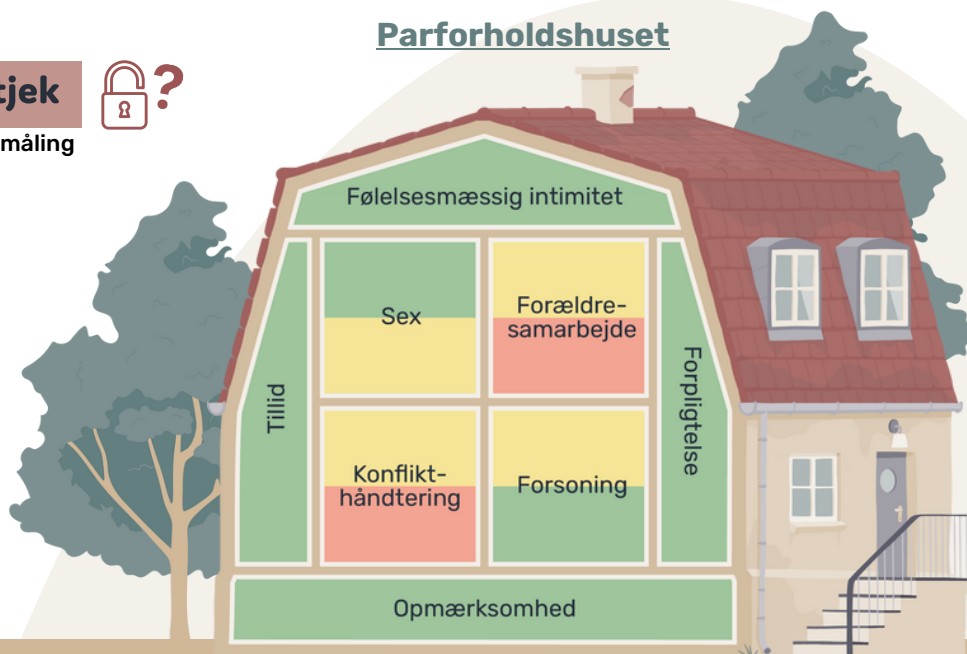 Parforholdshuset
tjek
?
måling
Følelsesmæssig intimitet
Sex
Forældre-
samarbejde
Tillid
Forpligtelse
Konflikt-
håndtering
Forsoning
Opmærksomhed